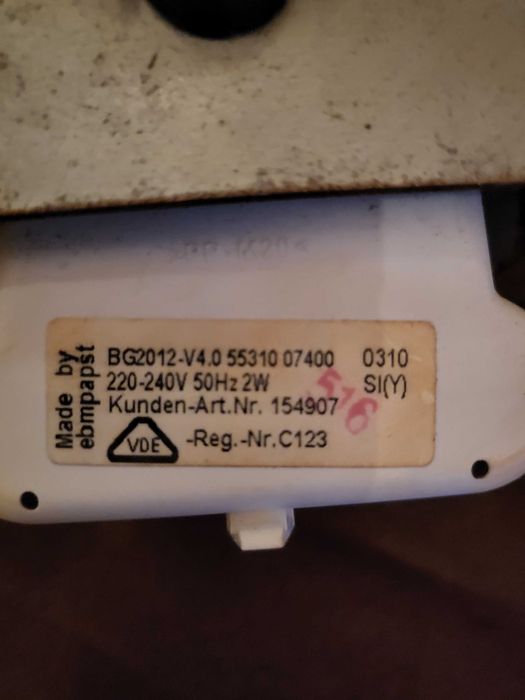 Made by
ebmpapst
BG2012-V4.0 55310 07400 0310
220-240V 50Hz 2W SI(Y)
Kunden-Art.Nr. 154907
516
VDE -Reg.-Nr.C123